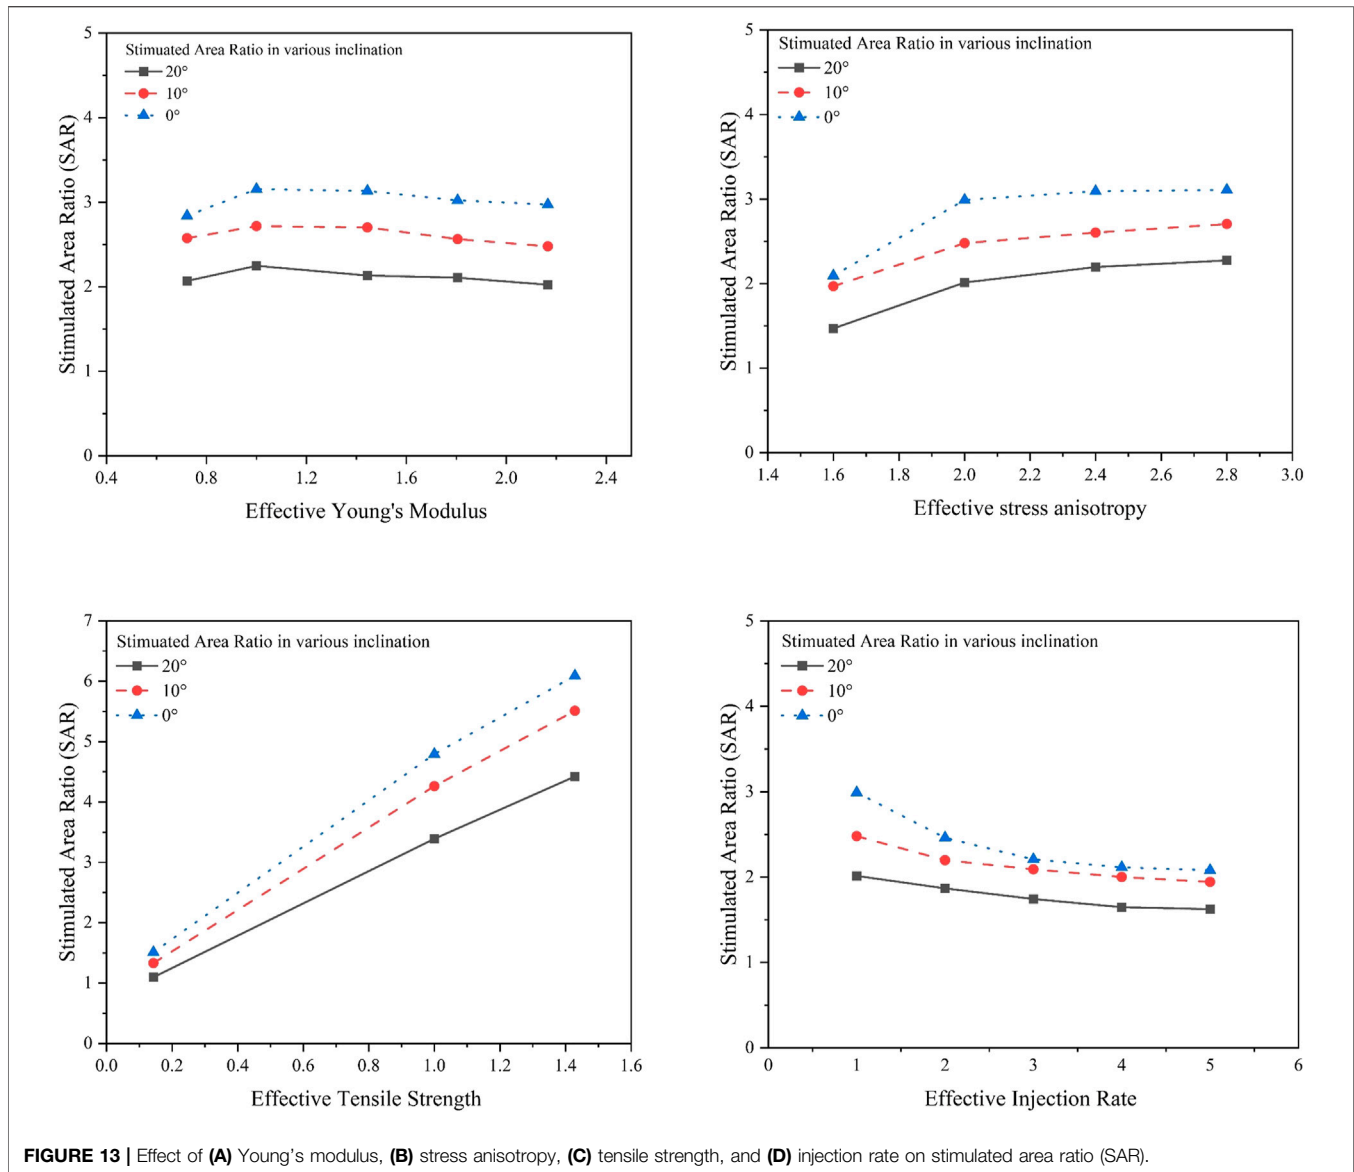 Stimuated Area Ratio in various inclination
20°
10°
0°
5
4
3
2
1
0
Stimulated Area Ratio (SAR)
0.4 0.8 1.2 1.6 2.0 2.4
Effective Young's Modulus
Stimuated Area Ratio in various inclination
20°
10°
0°
5
4
3
2
1
0
Stimulated Area Ratio (SAR)
1.4 1.6 1.8 2.0 2.2 2.4 2.6 2.8 3.0
Effective stress anisotropy
Stimuated Area Ratio in various inclination
20°
10°
0°
7
6
5
4
3
2
1
0
Stimulated Area Ratio (SAR)
0.0 0.2 0.4 0.6 0.8 1.0 1.2 1.4 1.6
Effective Tensile Strength
Stimuated Area Ratio in various inclination
20°
10°
0°
5
4
3
2
1
0
Stimulated Area Ratio (SAR)
0 1 2 3 4 5 6
Effective Injection Rate
FIGURE 13 | Effect of (A) Young's modulus, (B) stress anisotropy, (C) tensile strength, and (D) injection rate on stimulated area ratio (SAR).